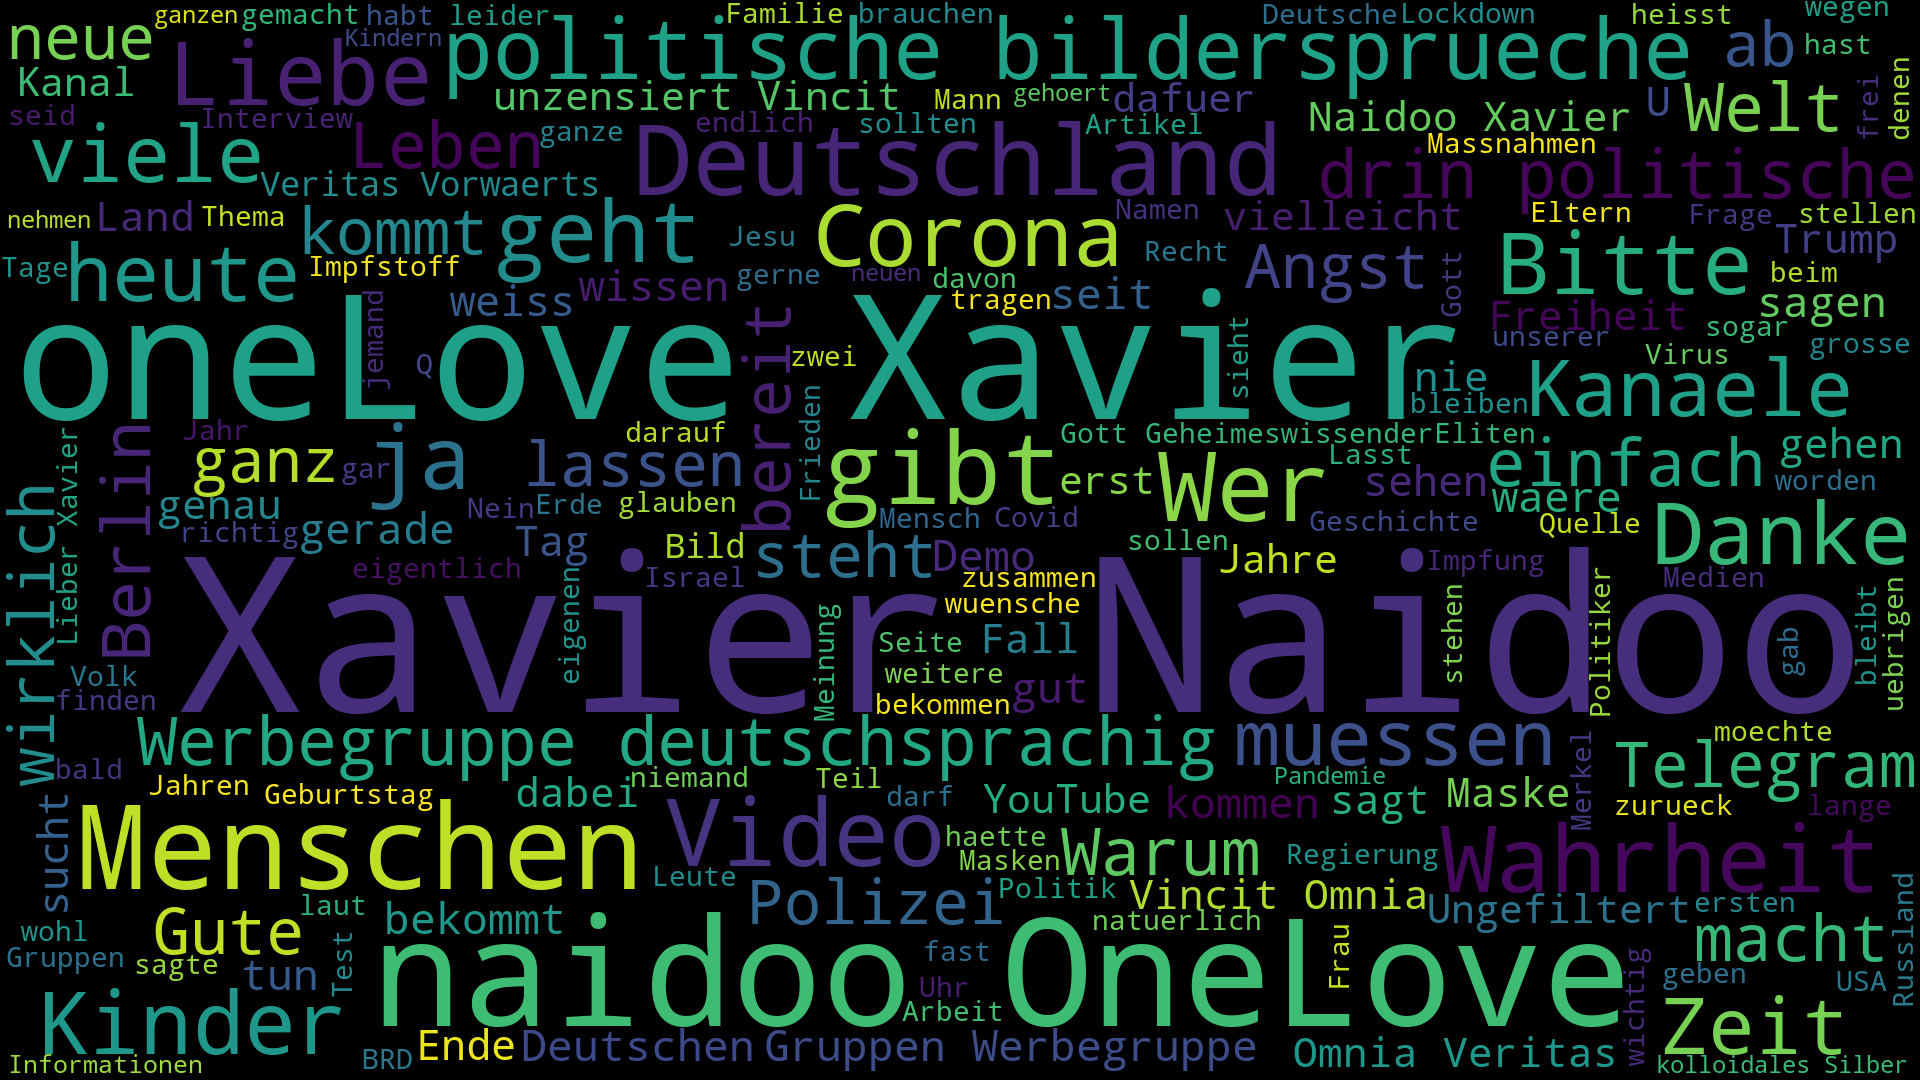 ganzen gemacht habt leider Familie brauchen Deutsche Lockdown heisst wegen
neue Liebe Kindern politische bildersprueche ab hast
Kanal unzensiert Vincit Mann gehoert dafuer Naidoo Xavier U Welt frei denen
seid Interview ganze endlich sollten Artikel
viele Leben Deutschland Massnahmen drin politische
Veritas Vorwaerts
nehmen Land Thema kommt geht Corona Namen vielleicht Eltern Frage stellen
Jesu Recht Angst Bitte Trump
Tage heute Impfstoff wissen gerne neuen davon Gott beim
weiss tragen seit Freiheit sagen
oneLove Xavier
jemand Q bereit zwei sieht unserer sogar Virus grosse
nie Kanaele
bleiben
Jahr darauf Frieden Gott GeheimeswissenderEliten gehen
Lieber Xavier Berlin ganz gar ja lassen gibt erst Wer Lasst sehen einfach worden
genau Nein Erde glauben Mensch Covid Geschichte waere Quelle
wirklich richtig gerade Tag Bild steht Demo sollen Jahre Impfung Danke
eigentlich Israel zusammen Medien
Xavier Naidoo
eigenen Meinung wuensche stehen Politiker gab bleibt uebrigen
Volk Seite Fall
finden weitere
bekommen gut
Werbegruppe deutschsprachig muessen moechte
bald niemand Teil Pandemie Merkel Telegram
Jahren Geburtstag dabei darf YouTube kommen sagt Maske zurueck lange
sucht Menschen Video haette Warum Wahrheit
Masken Regierung
Leute Politik
laut Polizei Vincit Omnia Ungefiltert ersten Russland
wohl Gute bekommt natuerlich
Gruppen sagte Test naidoo OneLove Frau macht
tun fast wichtig geben USA
Uhr
Kinder Arbeit Zeit
Informationen BRD Ende Deutschen Gruppen Werbegruppe Omnia Veritas kolloidales Silber